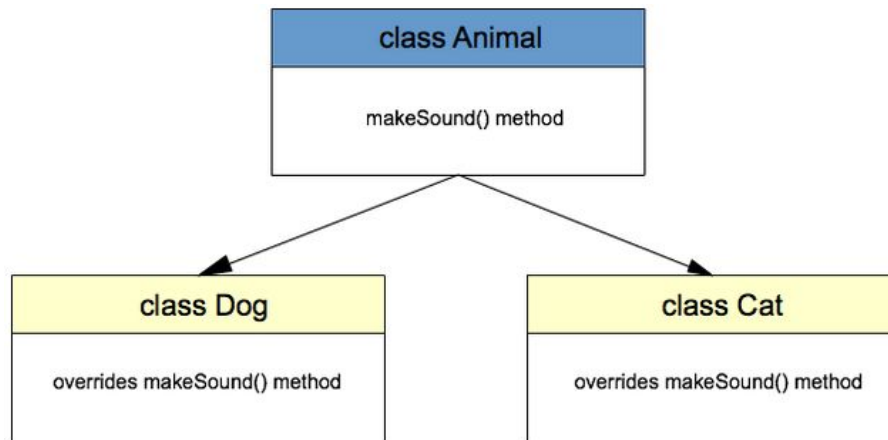 class Animal
makeSound() method
class Dog
overrides makeSound() method
class Cat
overrides makeSound() method